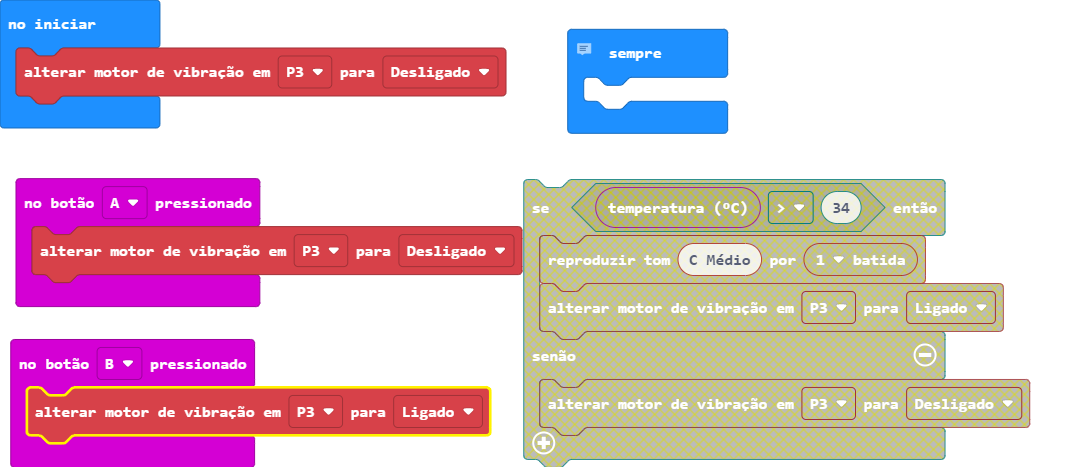 no iniciar
alterar motor de vibração em P3 para Desligado
sempre
no botão A pressionado
alterar motor de vibração em P3 para Desligado
no botão B pressionado
alterar motor de vibração em P3 para Ligado
se temperatura (ºC) > 34 então
reproduzir tom C Médio por 1 batida
alterar motor de vibração em P3 para Ligado
senão
alterar motor de vibração em P3 para Desligado